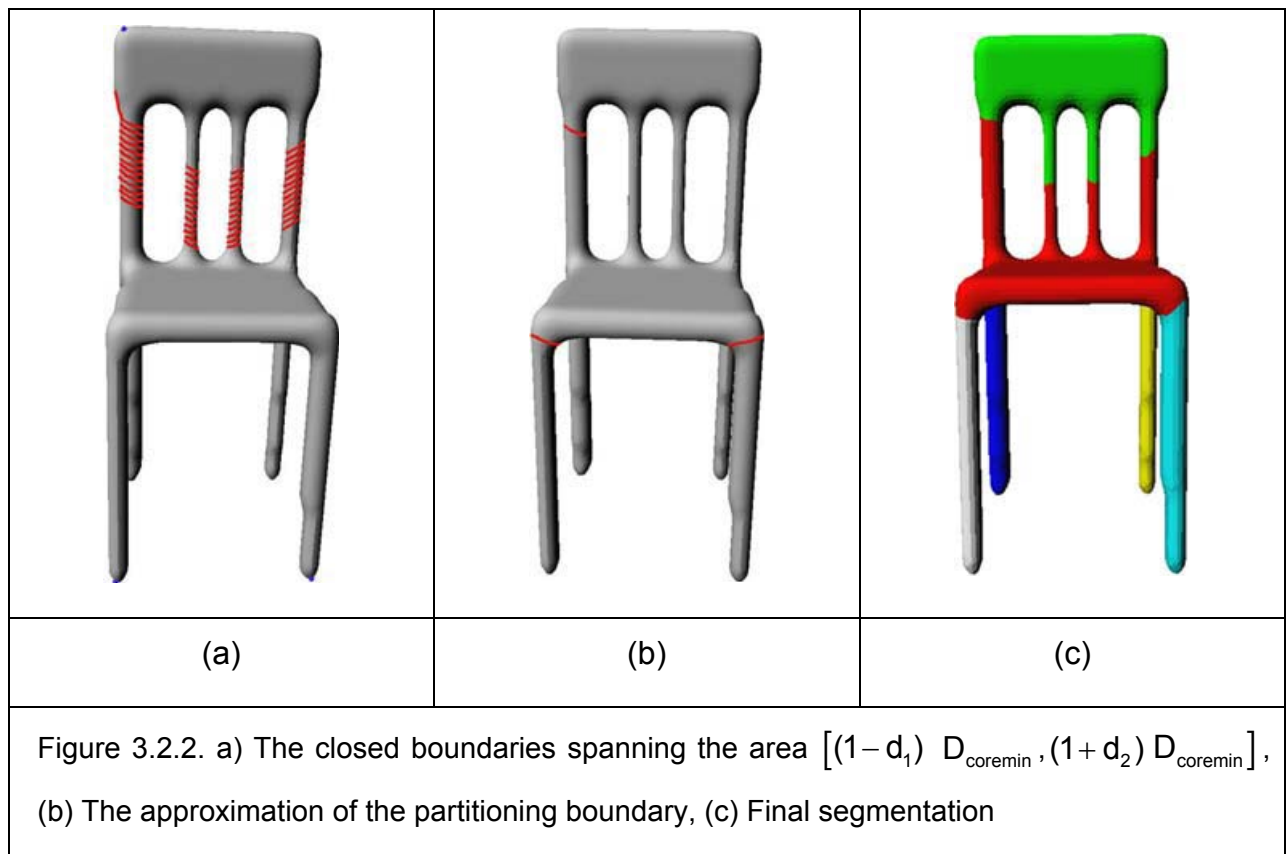 (a) (b) (c)
Figure 3.2.2. a) The closed boundaries spanning the area [(1− d₁) D_coremin , (1+ d₂) D_coremin] ,
(b) The approximation of the partitioning boundary, (c) Final segmentation